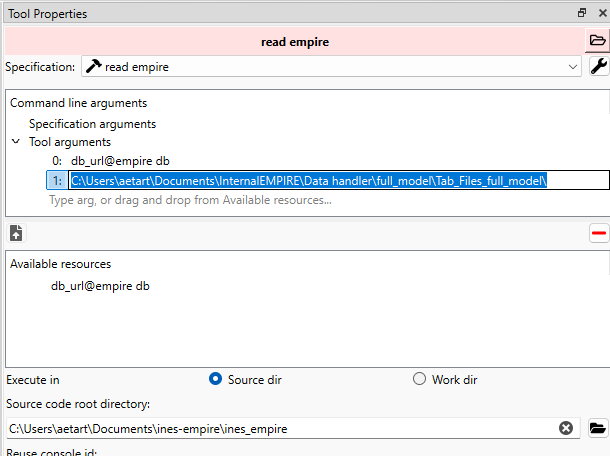 Tool Properties
read empire
Specification: read empire
Command line arguments
Specification arguments
Tool arguments
0: db_url@empire db
1: C:\Users\aetart\Documents\InternalEMPIRE\Data handler\full_model\Tab_Files_full_model\
Type arg, or drag and drop from Available resources...
Available resources
db_url@empire db
Execute in Source dir Work dir
Source code root directory:
C:\Users\aetart\Documents\ines-empire\ines_empire
Reuse console id: